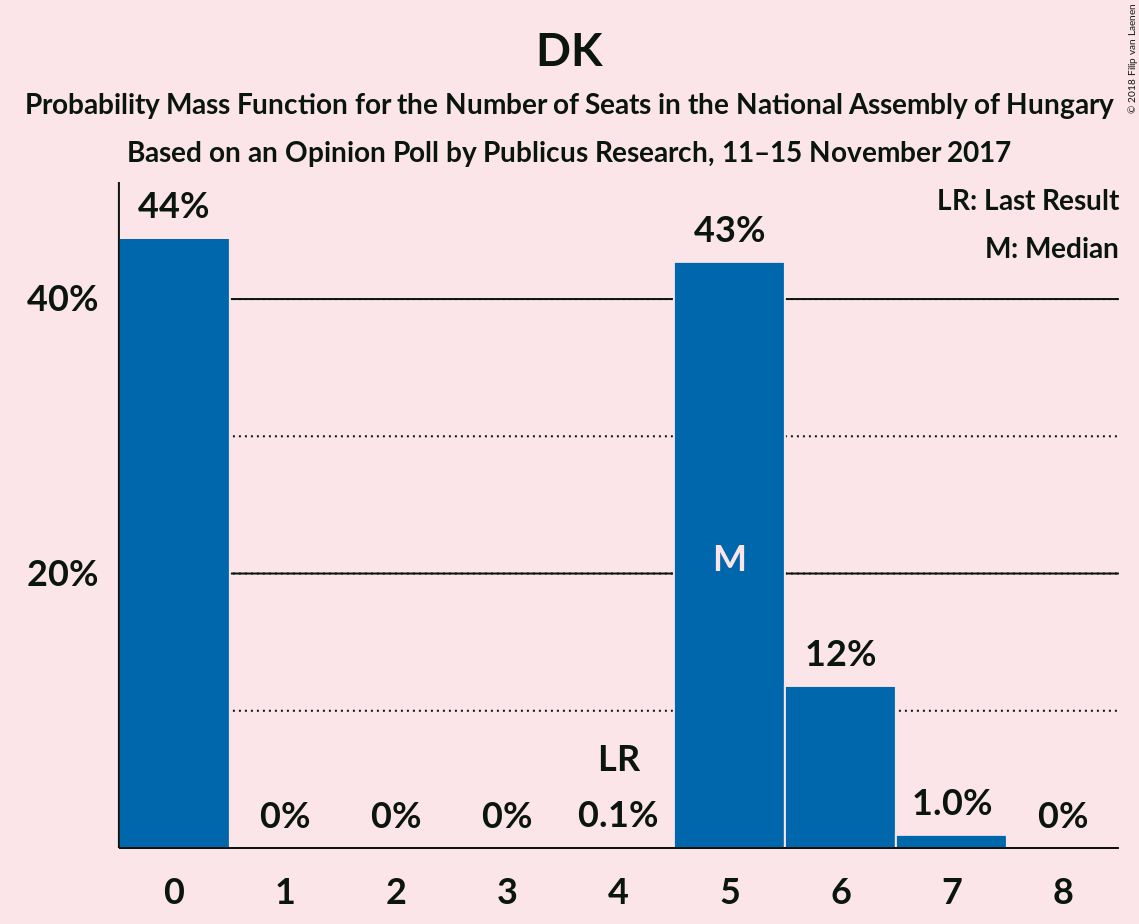 DK
Probability Mass Function for the Number of Seats in the National Assembly of Hungary
Based on an Opinion Poll by Publicus Research, 11–15 November 2017
© 2018 Filip van Laenen
LR: Last Result
M: Median
44%
43%
40%
M
20%
12%
LR
0%
0%
0%
0.1%
1.0%
0%
0 1 2 3 4 5 6 7 8